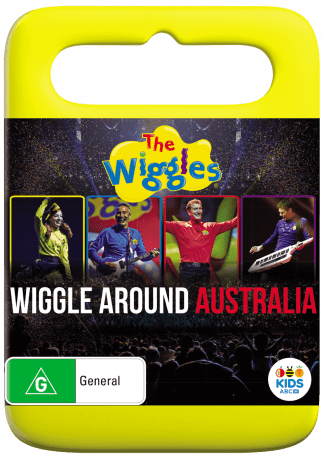 The
Wiggles
WIGGLE AROUND AUSTRALIA
G
General
KIDS
ABC